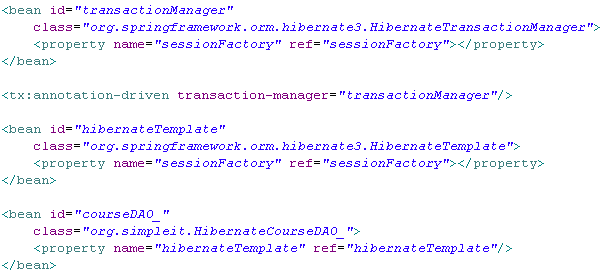 <bean id="transactionManager"
class="org.springframework.orm.hibernate3.HibernateTransactionManager">
<property name="sessionFactory" ref="sessionFactory"></property>
</bean>
<tx:annotation-driven transaction-manager="transactionManager"/>
<bean id="hibernateTemplate"
class="org.springframework.orm.hibernate3.HibernateTemplate">
<property name="sessionFactory" ref="sessionFactory"></property>
</bean>
<bean id="courseDAO_"
class="org.simpleit.HibernateCourseDAO_">
<property name="hibernateTemplate" ref="hibernateTemplate"/>
</bean>